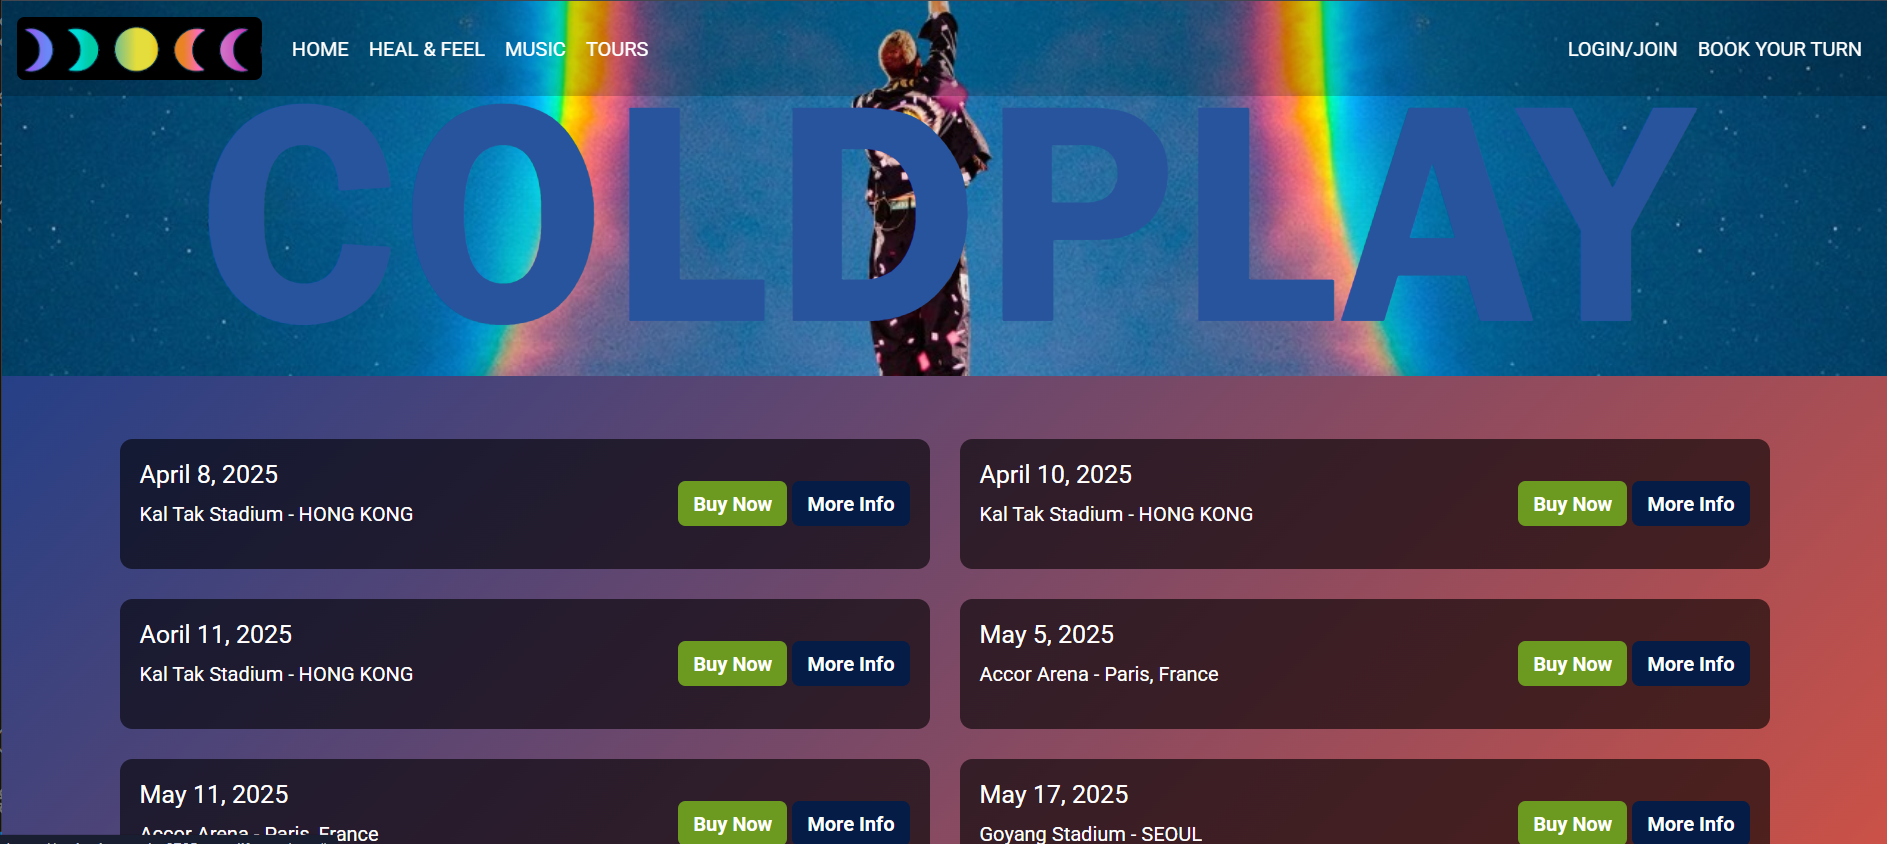 HOME HEAL & FEEL MUSIC TOURS LOGIN/JOIN BOOK YOUR TURN
COLDPLAY
April 8, 2025
Kal Tak Stadium - HONG KONG
Buy Now More Info
April 10, 2025
Kal Tak Stadium - HONG KONG
Buy Now More Info
Aoril 11, 2025
Kal Tak Stadium - HONG KONG
Buy Now More Info
May 5, 2025
Accor Arena - Paris, France
Buy Now More Info
May 11, 2025
Accor Arena - Paris, France
Buy Now More Info
May 17, 2025
Goyang Stadium - SEOUL
Buy Now More Info